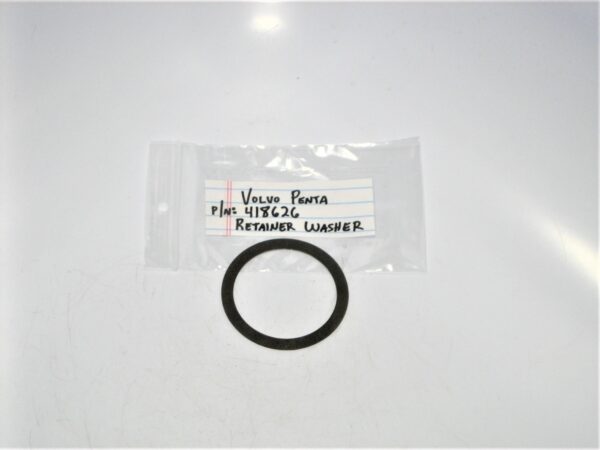 VOLVO PENTA
P/N: 418626
RETAINER WASHER